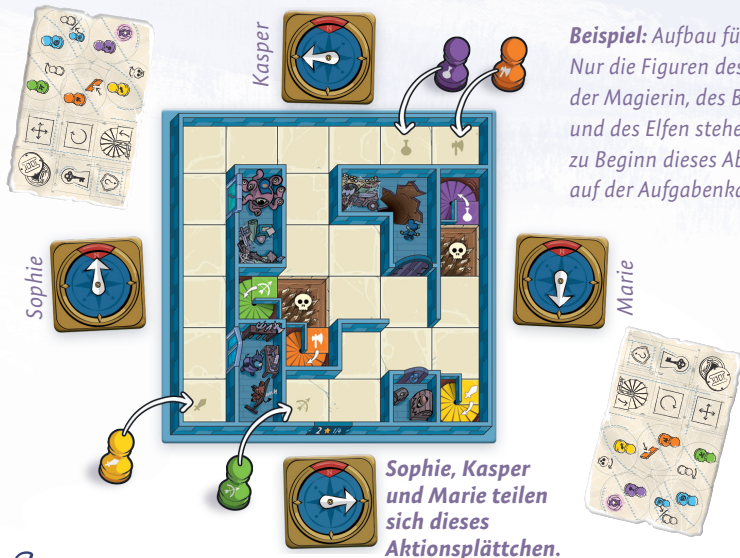 Kasper
Beispiel: Aufbau fü
Nur die Figuren des
der Magierin, des B
und des Elfen stehe
zu Beginn dieses Ab
auf der Aufgabenka
Sophie
Marie
N
N
N
N
2 ★ 1/4
Sophie, Kasper
und Marie teilen
sich dieses
Aktionsplättchen.